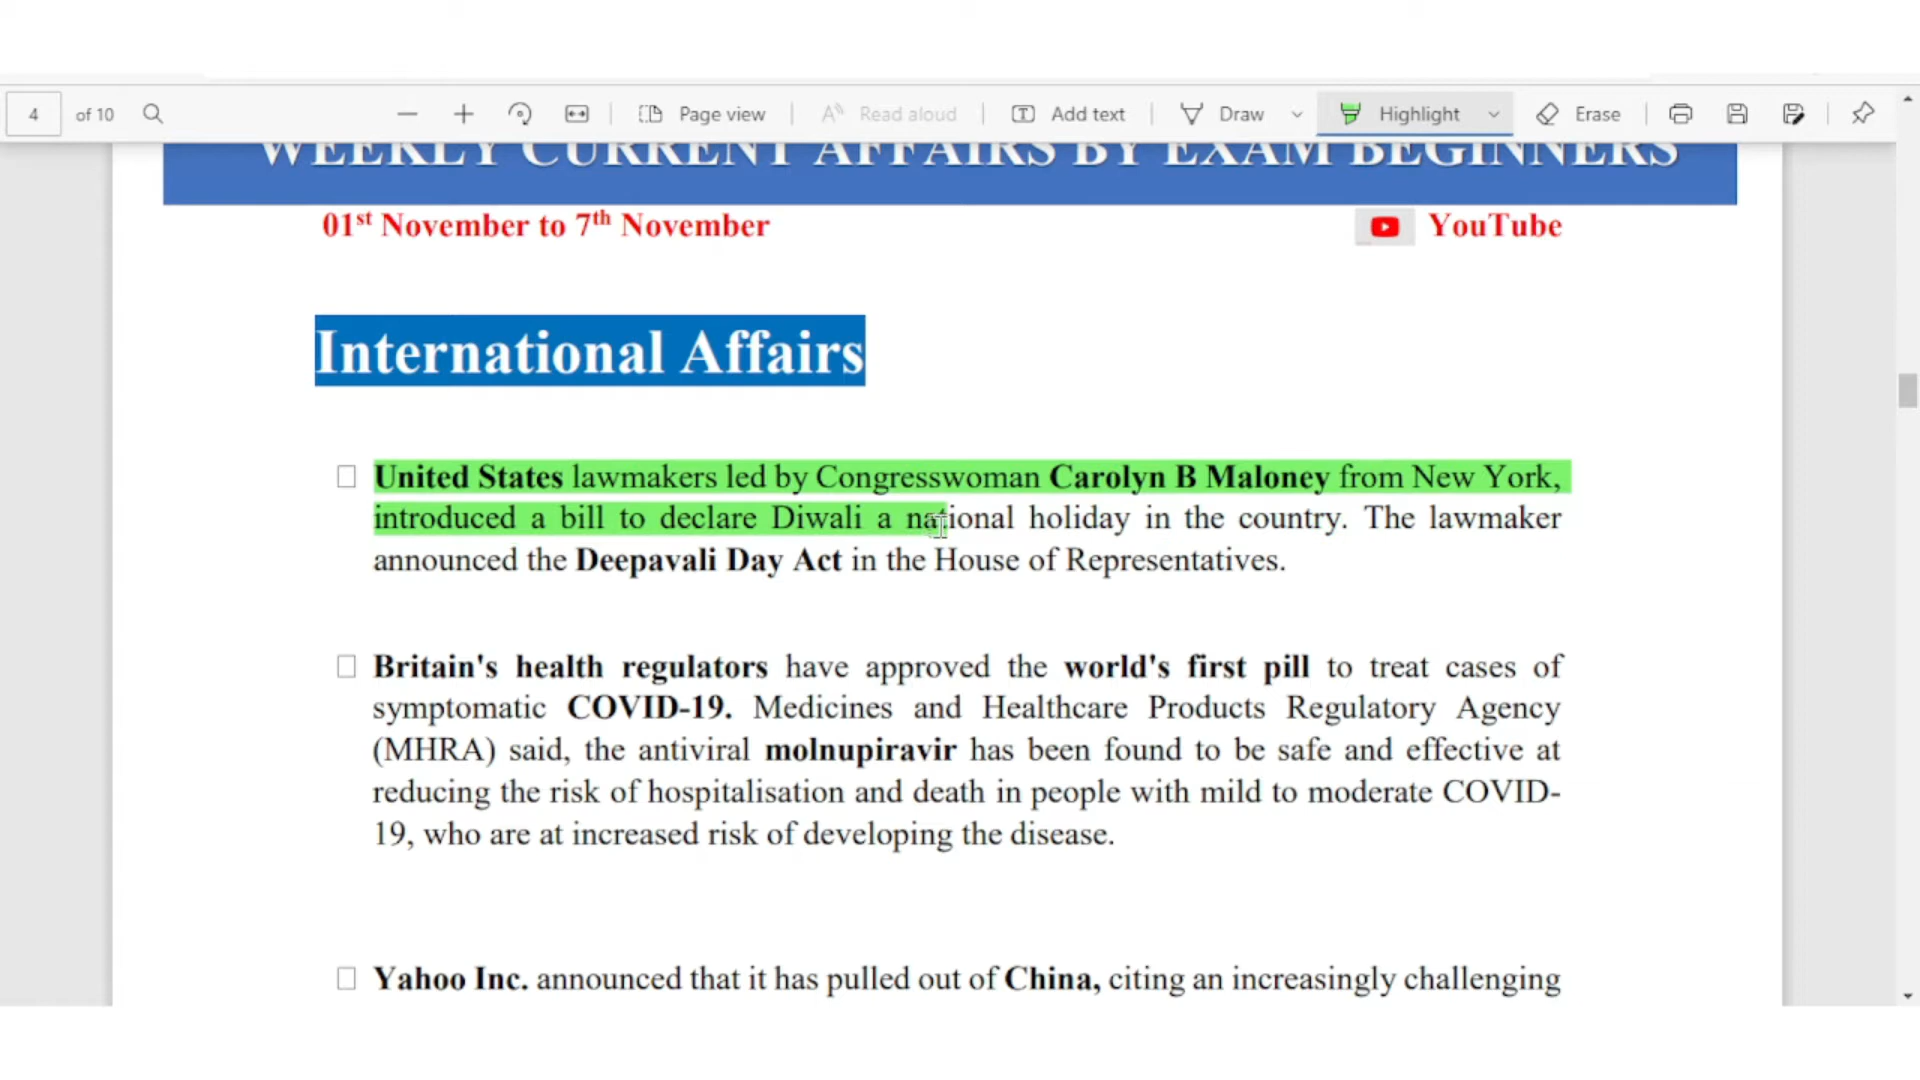 4 of 10 Page view Read aloud Add text Draw Highlight Erase
WEEKLY CURRENT AFFAIRS BY EXAM BEGINNERS
01st November to 7th November YouTube
International Affairs
United States lawmakers led by Congresswoman Carolyn B Maloney from New York,
introduced a bill to declare Diwali a national holiday in the country. The lawmaker
announced the Deepavali Day Act in the House of Representatives.
Britain's health regulators have approved the world's first pill to treat cases of
symptomatic COVID-19. Medicines and Healthcare Products Regulatory Agency
(MHRA) said, the antiviral molnupiravir has been found to be safe and effective at
reducing the risk of hospitalisation and death in people with mild to moderate COVID-
19, who are at increased risk of developing the disease.
Yahoo Inc. announced that it has pulled out of China, citing an increasingly challenging